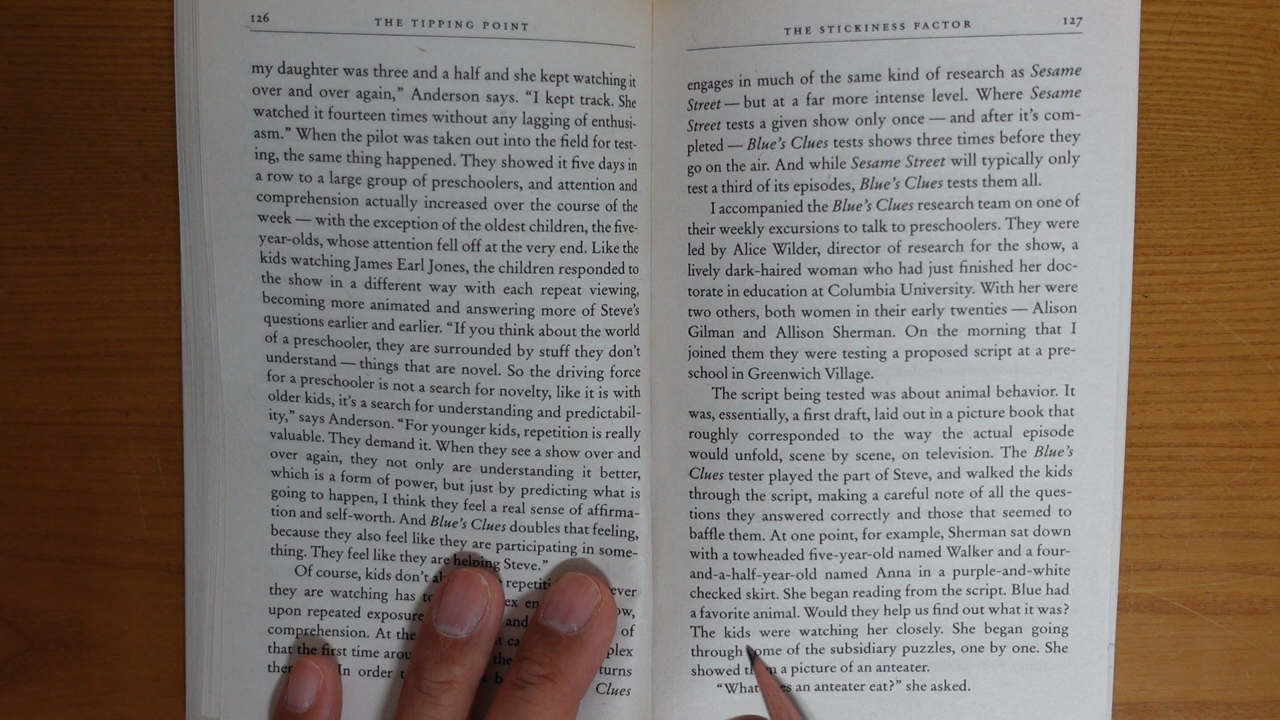 126
THE TIPPING POINT
my daughter was three and a half and she kept watching it
over and over again,” Anderson says. “I kept track. She
watched it fourteen times without any lagging of enthusi-
asm.” When the pilot was taken out into the field for test-
ing, the same thing happened. They showed it five days in
a row to a large group of preschoolers, and attention and
comprehension actually increased over the course of the
week — with the exception of the oldest children, the five-
year-olds, whose attention fell off at the very end. Like the
kids watching James Earl Jones, the children responded to
the show in a different way with each repeat viewing,
becoming more animated and answering more of Steve’s
questions earlier and earlier. “If you think about the world
of a preschooler, they are surrounded by stuff they don’t
understand — things that are novel. So the driving force
for a preschooler is not a search for novelty, like it is with
older kids, it’s a search for understanding and predictabil-
ity,” says Anderson. “For younger kids, repetition is really
valuable. They demand it. When they see a show over and
over again, they not only are understanding it better,
which is a form of power, but just by predicting what is
going to happen, I think they feel a real sense of affirma-
tion and self-worth. And Blue’s Clues doubles that feeling,
because they also feel like they are participating in some-
thing. They feel like they are helping Steve.”
Of course, kids don’t
they are watching has
upon repeated exposure
comprehension. At the of
that the first time
In order
Clues
THE STICKINESS FACTOR
127
engages in much of the same kind of research as Sesame
Street — but at a far more intense level. Where Sesame
Street tests a given show only once — and after it’s com-
pleted — Blue’s Clues tests shows three times before they
go on the air. And while Sesame Street will typically only
test a third of its episodes, Blue’s Clues tests them all.
I accompanied the Blue’s Clues research team on one of
their weekly excursions to talk to preschoolers. They were
led by Alice Wilder, director of research for the show, a
lively dark-haired woman who had just finished her doc-
torate in education at Columbia University. With her were
two others, both women in their early twenties — Alison
Gilman and Allison Sherman. On the morning that I
joined them they were testing a proposed script at a pre-
school in Greenwich Village.
The script being tested was about animal behavior. It
was, essentially, a first draft, laid out in a picture book that
roughly corresponded to the way the actual episode
would unfold, scene by scene, on television. The Blue’s
Clues tester played the part of Steve, and walked the kids
through the script, making a careful note of all the ques-
tions they answered correctly and those that seemed to
baffle them. At one point, for example, Sherman sat down
with a towheaded five-year-old named Walker and a four-
and-a-half-year-old named Anna in a purple-and-white
checked skirt. She began reading from the script. Blue had
a favorite animal. Would they help us find out what it was?
The kids were watching her closely. She began going
through some of the subsidiary puzzles, one by one. She
showed them a picture of an anteater.
“What does an anteater eat?” she asked.